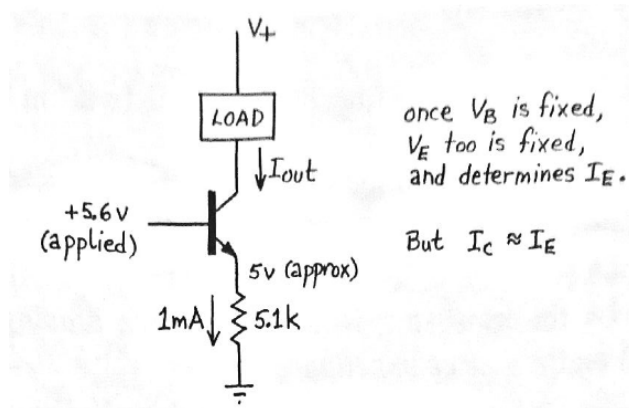 V+
LOAD
Iout
+5.6 v
(applied)
5v (approx)
1mA
5.1k
once VB is fixed,
VE too is fixed,
and determines IE.
But Ic ≈ IE